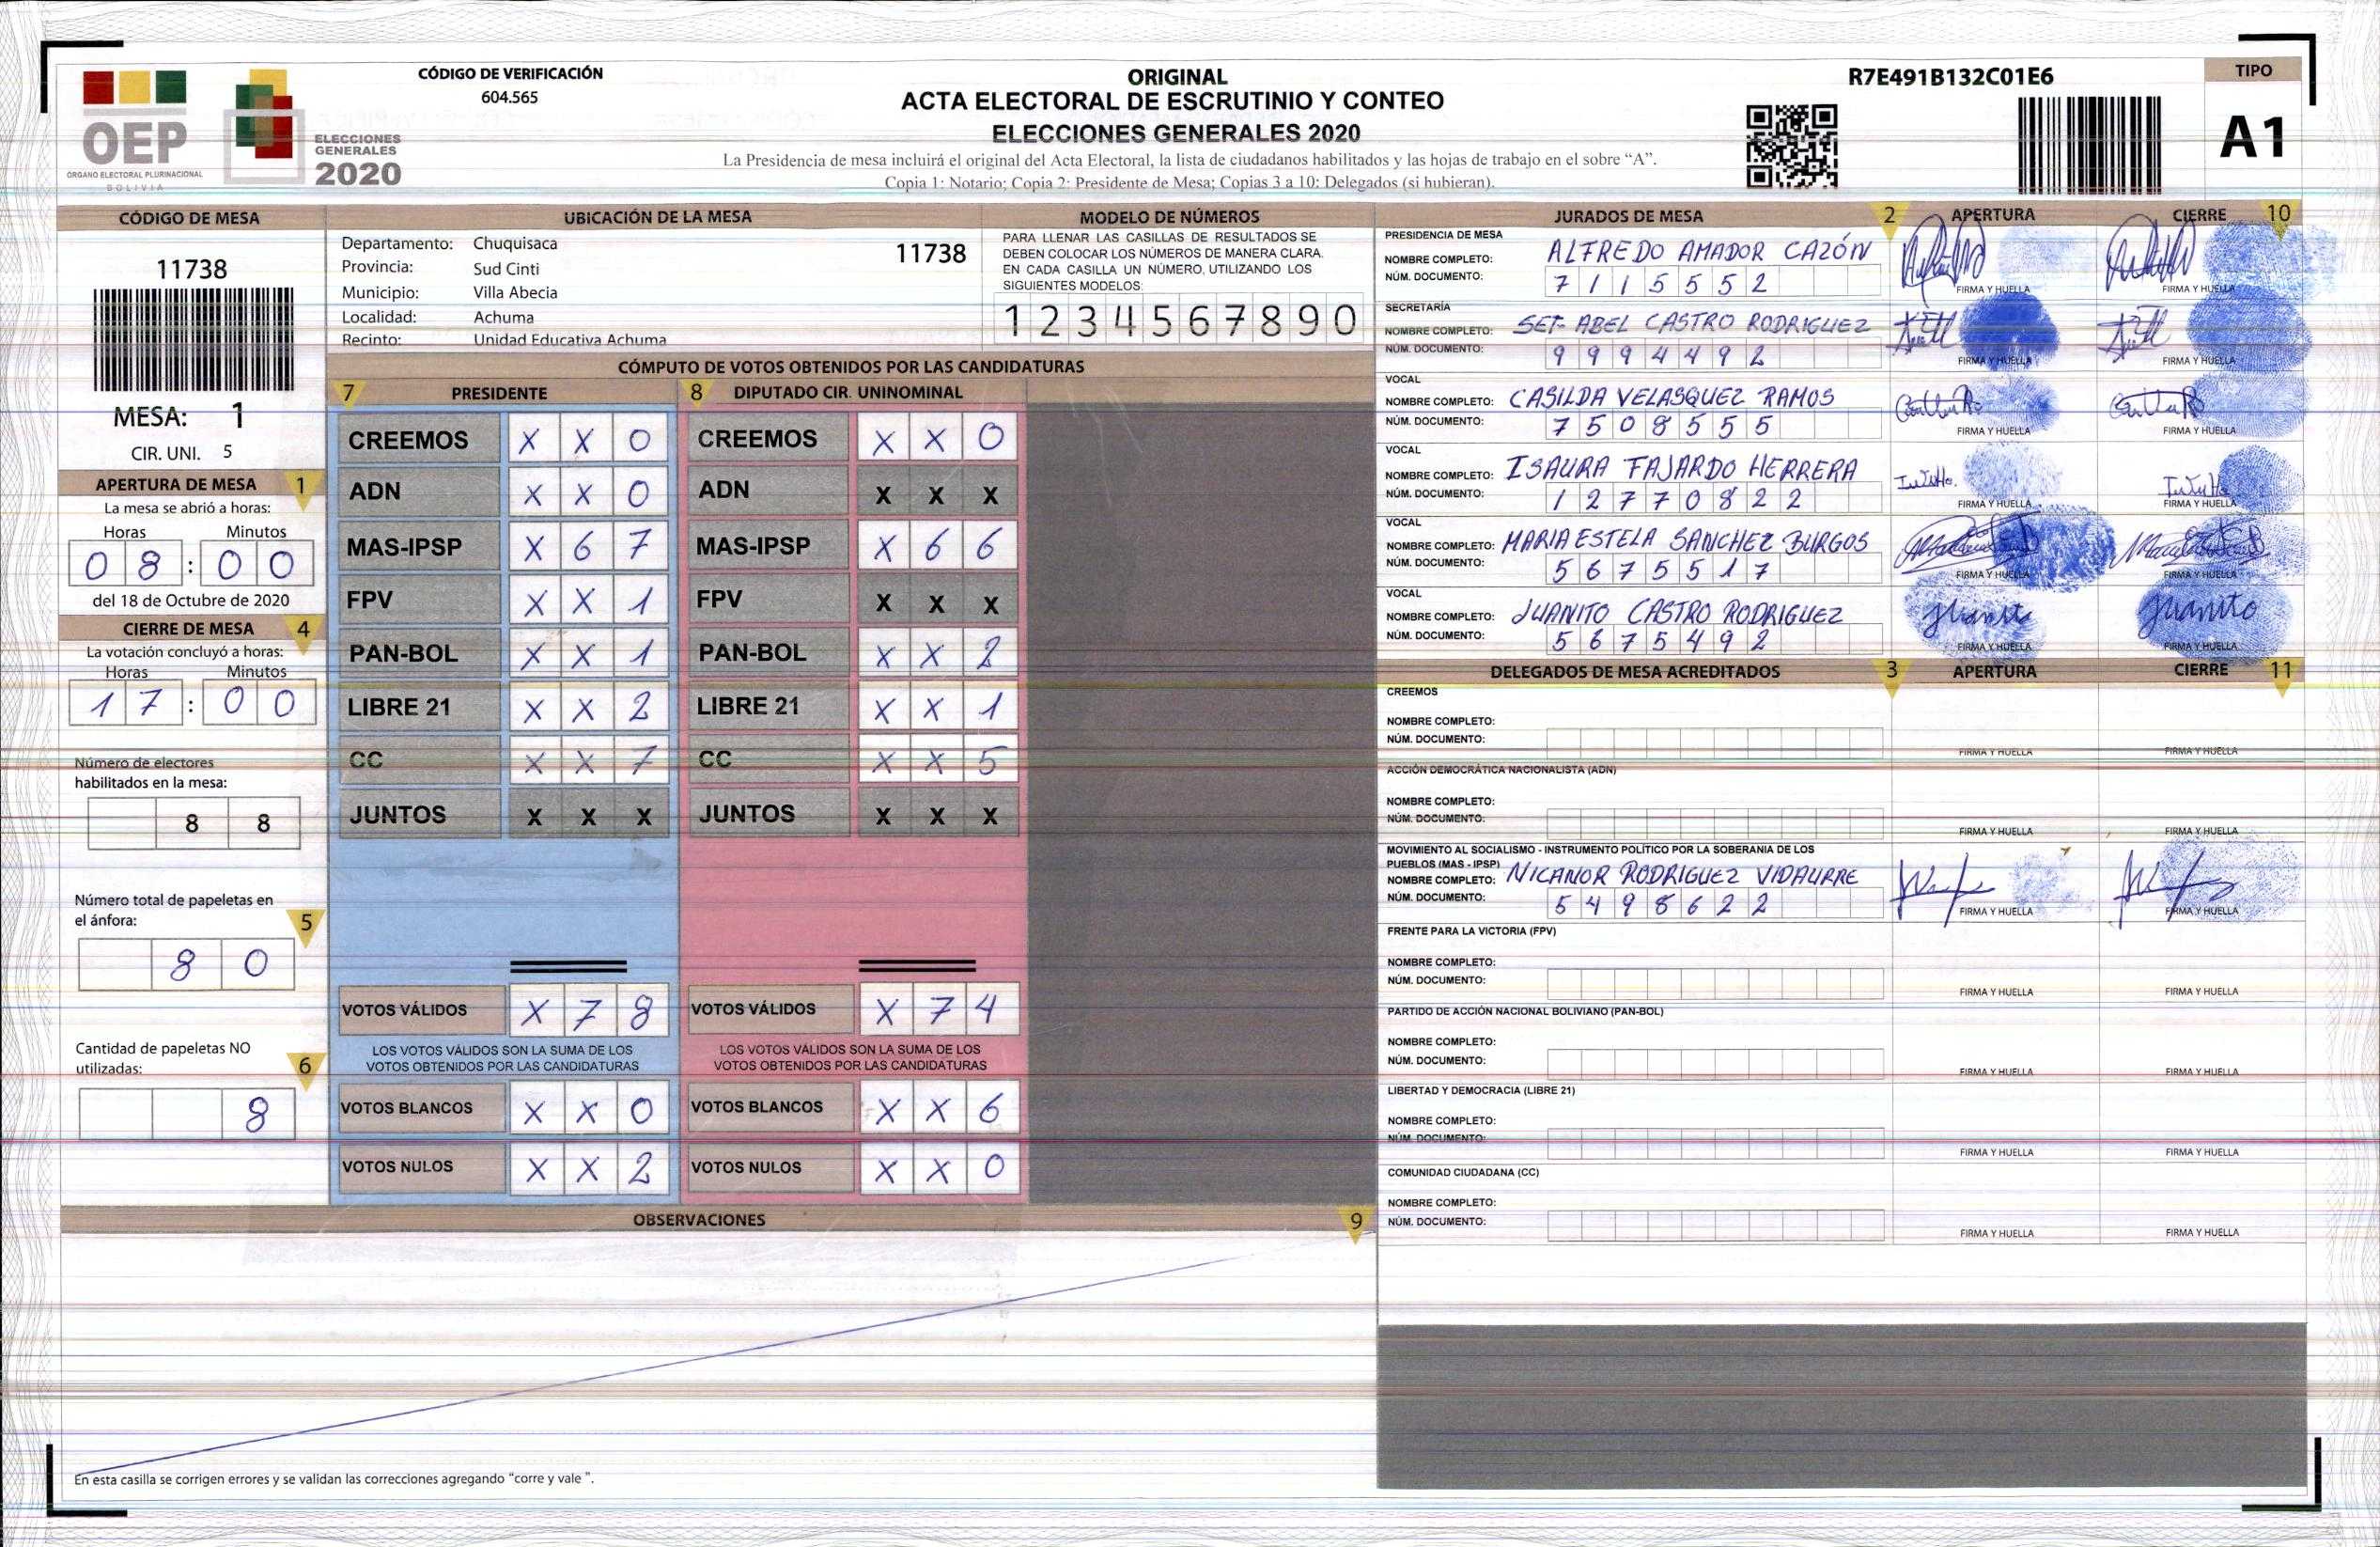 OEP
ÓRGANO ELECTORAL PLURINACIONAL
BOLIVIA
ELECCIONES
GENERALES
2020
CÓDIGO DE VERIFICACIÓN
604.565
ORIGINAL
ACTA ELECTORAL DE ESCRUTINIO Y CONTEO
ELECCIONES GENERALES 2020
La Presidencia de mesa incluirá el original del Acta Electoral, la lista de ciudadanos habilitados y las hojas de trabajo en el sobre “A”.
Copia 1: Notario; Copia 2: Presidente de Mesa; Copias 3 a 10: Delegados (si hubieran).
R7E491B132C01E6
TIPO
A1
CÓDIGO DE MESA
11738
MESA: 1
CIR. UNI. 5
APERTURA DE MESA 1
La mesa se abrió a horas:
Horas Minutos
0 8 : 0 0
del 18 de Octubre de 2020
CIERRE DE MESA 4
La votación concluyó a horas:
Horas Minutos
1 7 : 0 0
Número de electores
habilitados en la mesa:
8 8
Número total de papeletas en
el ánfora: 5
8 0
Cantidad de papeletas NO
utilizadas: 6
8
UBICACIÓN DE LA MESA
Departamento: Chuquisaca 11738
Provincia: Sud Cinti
Municipio: Villa Abecia
Localidad: Achuma
Recinto: Unidad Educativa Achuma
MODELO DE NÚMEROS
PARA LLENAR LAS CASILLAS DE RESULTADOS SE
DEBEN COLOCAR LOS NÚMEROS DE MANERA CLARA.
EN CADA CASILLA UN NÚMERO, UTILIZANDO LOS
SIGUIENTES MODELOS:
1 2 3 4 5 6 7 8 9 0
CÓMPUTO DE VOTOS OBTENIDOS POR LAS CANDIDATURAS
7 PRESIDENTE
CREEMOS X X 0
ADN X X 0
MAS-IPSP X 6 7
FPV X X 1
PAN-BOL X X 1
LIBRE 21 X X 2
CC X X 7
JUNTOS X X X
VOTOS VÁLIDOS X 7 8
LOS VOTOS VÁLIDOS SON LA SUMA DE LOS
VOTOS OBTENIDOS POR LAS CANDIDATURAS
VOTOS BLANCOS X X 0
VOTOS NULOS X X 2
8 DIPUTADO CIR. UNINOMINAL
CREEMOS X X 0
ADN X X X
MAS-IPSP X 6 6
FPV X X X
PAN-BOL X X 2
LIBRE 21 X X 1
CC X X 5
JUNTOS X X X
VOTOS VÁLIDOS X 7 4
LOS VOTOS VÁLIDOS SON LA SUMA DE LOS
VOTOS OBTENIDOS POR LAS CANDIDATURAS
VOTOS BLANCOS X X 6
VOTOS NULOS X X 0
OBSERVACIONES 9
En esta casilla se corrigen errores y se validan las correcciones agregando “corre y vale ”.
JURADOS DE MESA 2 APERTURA CIERRE 10
PRESIDENCIA DE MESA
NOMBRE COMPLETO: ALFREDO AMADOR CAZÓN
NÚM. DOCUMENTO: 7 1 1 5 5 5 2
FIRMA Y HUELLA FIRMA Y HUELLA
SECRETARÍA
NOMBRE COMPLETO: SET- ABEL CASTRO RODRIGUEZ
NÚM. DOCUMENTO: 9 9 9 4 4 9 2
FIRMA Y HUELLA FIRMA Y HUELLA
VOCAL
NOMBRE COMPLETO: CASILDA VELASQUEZ RAMOS
NÚM. DOCUMENTO: 7 5 0 8 5 5 5
FIRMA Y HUELLA FIRMA Y HUELLA
VOCAL
NOMBRE COMPLETO: ISAURA FAJARDO HERRERA
NÚM. DOCUMENTO: 1 2 7 7 0 8 2 2
FIRMA Y HUELLA FIRMA Y HUELLA
VOCAL
NOMBRE COMPLETO: MARIA ESTELA SANCHEZ BURGOS
NÚM. DOCUMENTO: 5 6 7 5 5 1 7
FIRMA Y HUELLA FIRMA Y HUELLA
VOCAL
NOMBRE COMPLETO: JUANITO CASTRO RODRIGUEZ
NÚM. DOCUMENTO: 5 6 7 5 4 9 2
Juanito Juanito
FIRMA Y HUELLA FIRMA Y HUELLA
DELEGADOS DE MESA ACREDITADOS 3 APERTURA CIERRE 11
CREEMOS
NOMBRE COMPLETO:
NÚM. DOCUMENTO:
FIRMA Y HUELLA FIRMA Y HUELLA
ACCIÓN DEMOCRÁTICA NACIONALISTA (ADN)
NOMBRE COMPLETO:
NÚM. DOCUMENTO:
FIRMA Y HUELLA FIRMA Y HUELLA
MOVIMIENTO AL SOCIALISMO - INSTRUMENTO POLÍTICO POR LA SOBERANIA DE LOS
PUEBLOS (MAS - IPSP)
NOMBRE COMPLETO: NICANOR RODRIGUEZ VIDAURRE
NÚM. DOCUMENTO: 5 4 9 8 6 2 2
FIRMA Y HUELLA FIRMA Y HUELLA
FRENTE PARA LA VICTORIA (FPV)
NOMBRE COMPLETO:
NÚM. DOCUMENTO:
FIRMA Y HUELLA FIRMA Y HUELLA
PARTIDO DE ACCIÓN NACIONAL BOLIVIANO (PAN-BOL)
NOMBRE COMPLETO:
NÚM. DOCUMENTO:
FIRMA Y HUELLA FIRMA Y HUELLA
LIBERTAD Y DEMOCRACIA (LIBRE 21)
NOMBRE COMPLETO:
NÚM. DOCUMENTO:
FIRMA Y HUELLA FIRMA Y HUELLA
COMUNIDAD CIUDADANA (CC)
NOMBRE COMPLETO:
NÚM. DOCUMENTO:
FIRMA Y HUELLA FIRMA Y HUELLA